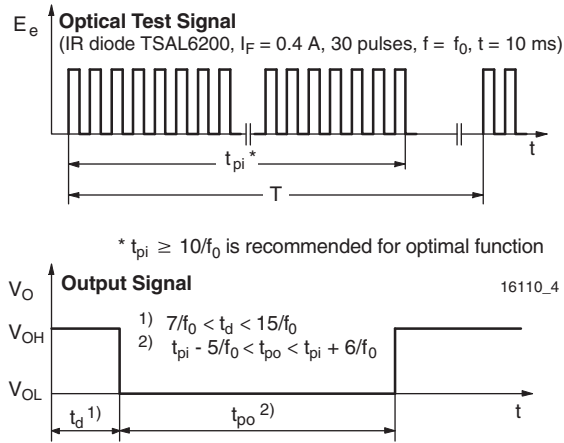 E_e Optical Test Signal
(IR diode TSAL6200, I_F = 0.4 A, 30 pulses, f = f_0, t = 10 ms)
t
t_pi *
T
* t_pi ≥ 10/f_0 is recommended for optimal function
V_O Output Signal 16110_4
V_OH
1) 7/f_0 < t_d < 15/f_0
2) t_pi - 5/f_0 < t_po < t_pi + 6/f_0
V_OL
t_d 1) t_po 2) t